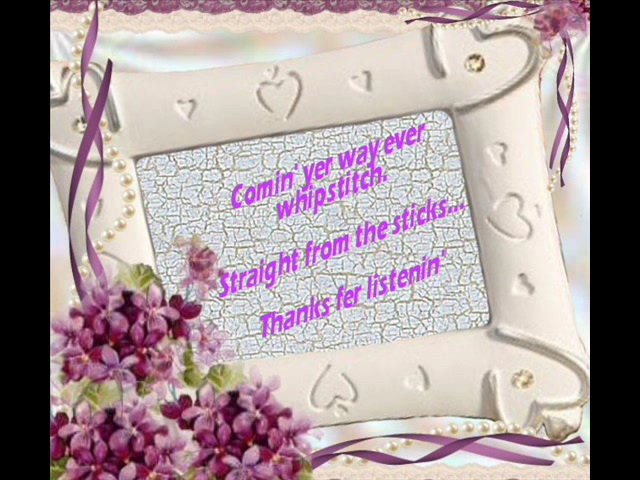 Comin' yer way ever
whipstitch.
Straight from the sticks...
Thanks fer listenin'